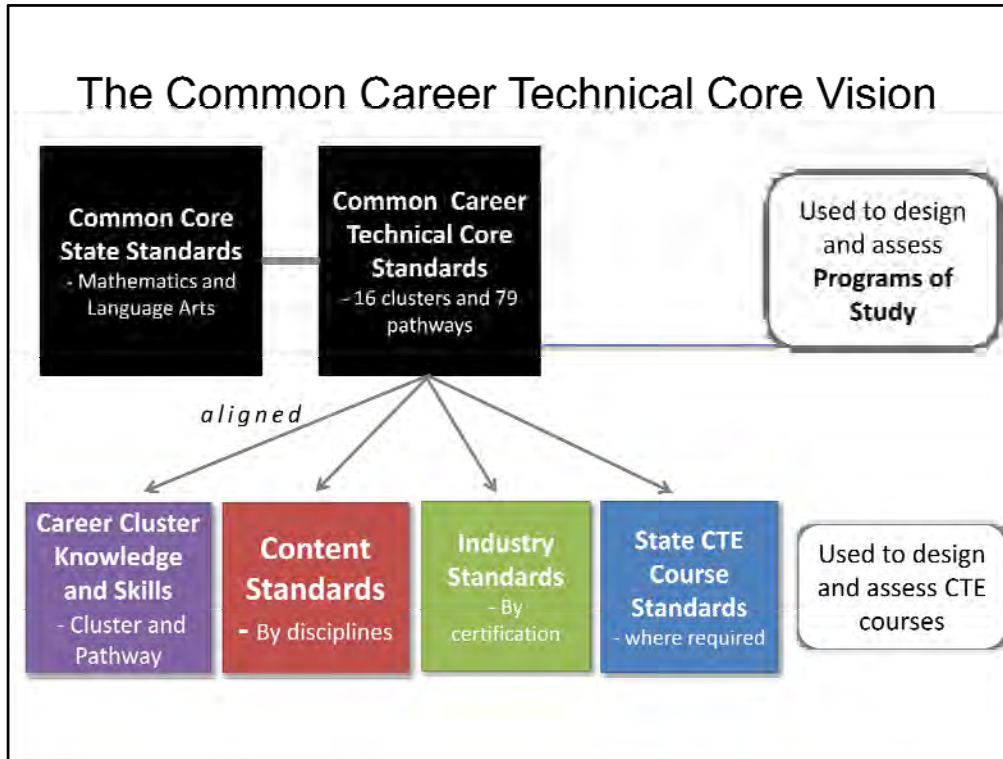 The Common Career Technical Core Vision
Common Core
State Standards
- Mathematics and
Language Arts
Common Career
Technical Core
Standards
- 16 clusters and 79
pathways
Used to design
and assess
Programs of
Study
aligned
Career Cluster
Knowledge
and Skills
- Cluster and
Pathway
Content
Standards
- By disciplines
Industry
Standards
- By
certification
State CTE
Course
Standards
- where required
Used to design
and assess CTE
courses